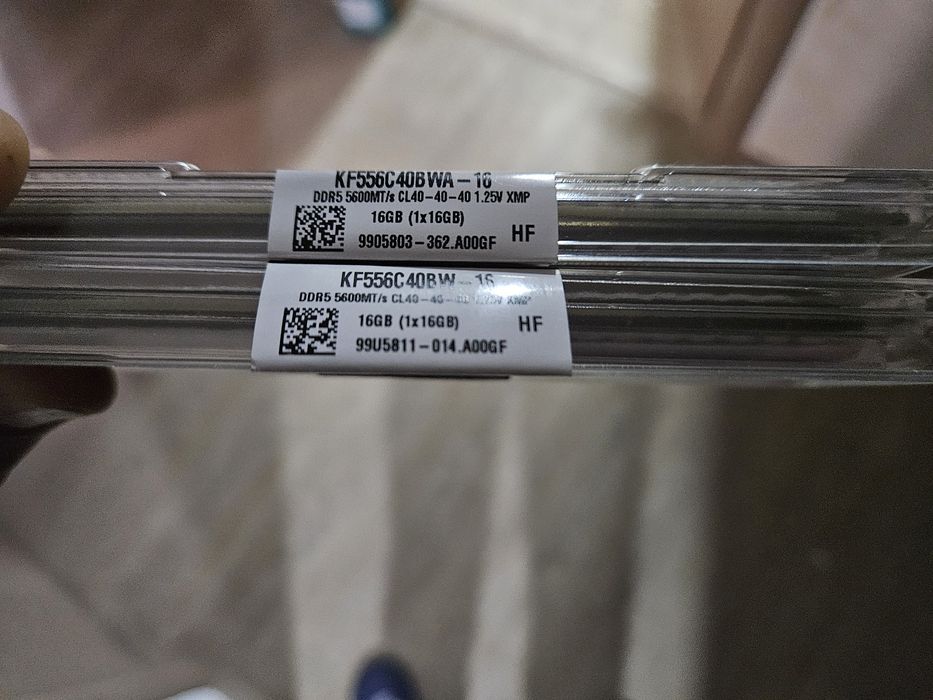 KF556C40BWA-16
DDR5 5600MT/s CL40-40-40 1.25V XMP
16GB (1x16GB)
9905803-362.A00GF
HF
KF556C40BW-16
DDR5 5600MT/s CL40-40-40 1.25V XMP
16GB (1x16GB)
99U5811-014.A00GF
HF